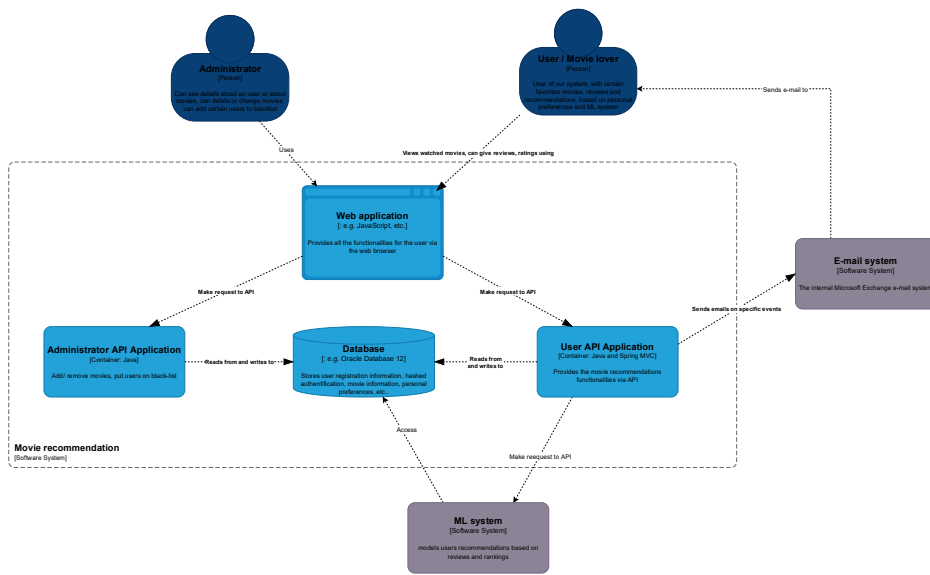 Administrator
[Person]
Can see details about an user or about
movies, can delete or change movies,
can add certain users to blacklist
User / Movie lover
[Person]
User of our system, with certain
favorites movies, reviews and
recommendations, based on personal
preferences and ML system
Sends e-mail to
Uses
Views watched movies, can give reviews, ratings using
Web application
[: e.g. JavaScript, etc.]
Provides all the functionalities for the user via
the web browser
E-mail system
[Software System]
The internal Microsoft Exchange e-mail system
Make request to API
Make request to API
Sends emails on specific events
Administrator API Application
[Container: Java]
Add/ remove movies, put users on black-list
Reads from and writes to
Database
[: e.g. Oracle Database 12]
Stores user registration information, hashed
authentification, movie information, personal
preferences, etc..
Reads from
and writes to
User API Application
[Container: Java and Spring MVC]
Provides the movie recommendations
functionalities via API
Access
Make reequest to API
Movie recommendation
[Software System]
ML system
[Software System]
models users recommendations based on
reviews and rankings